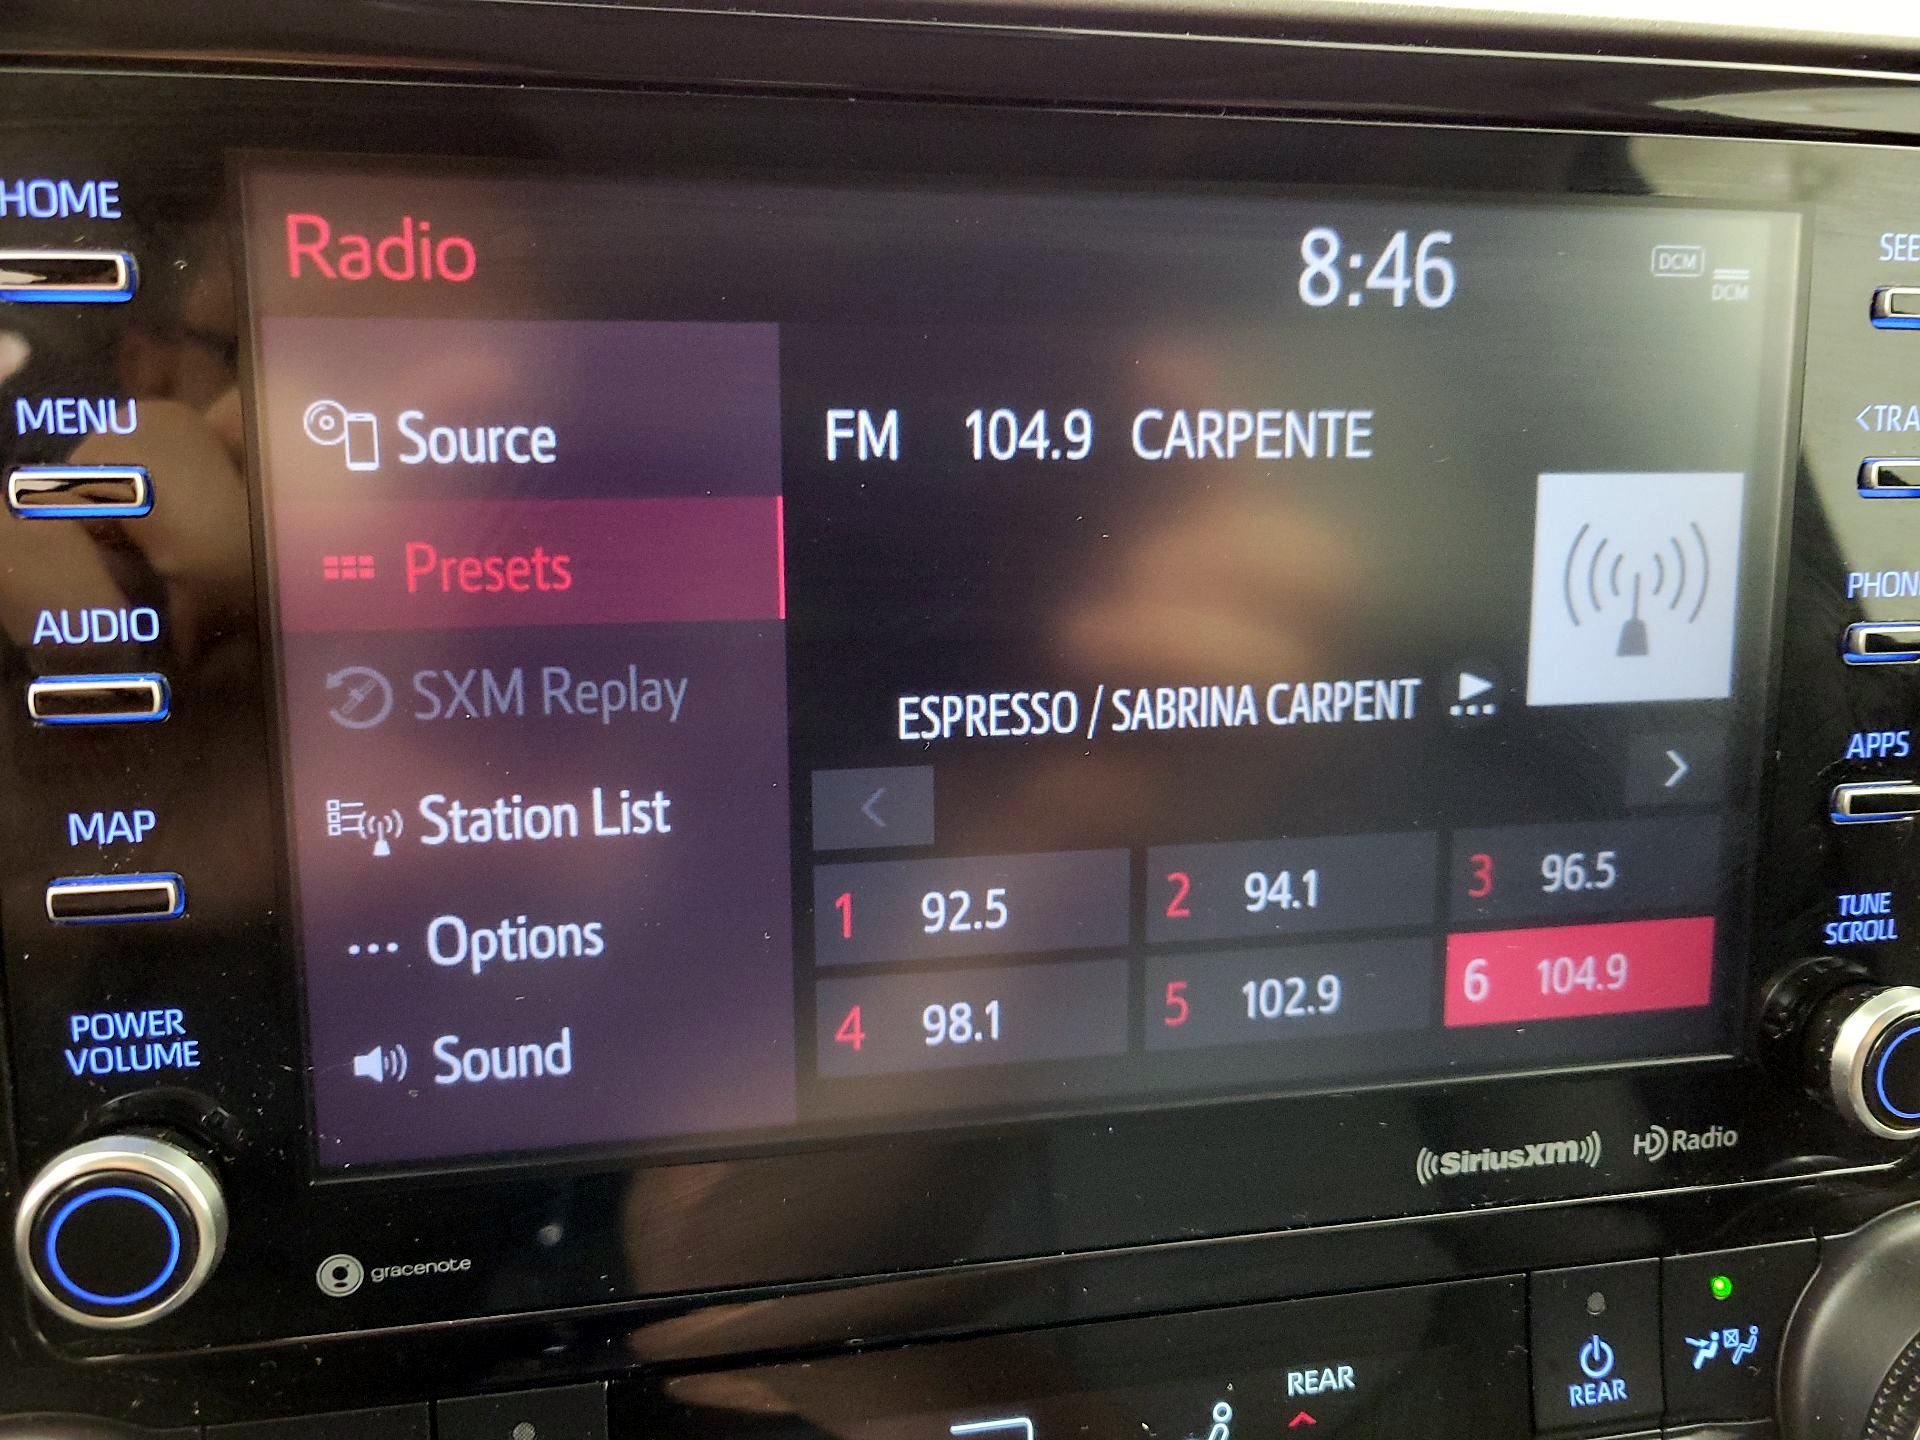 HOME
MENU
AUDIO
MAP
POWER
VOLUME
Radio
8:46
DCM
DCM
Source
Presets
SXM Replay
Station List
Options
Sound
FM 104.9 CARPENTE
ESPRESSO / SABRINA CARPENT
1 92.5
2 94.1
3 96.5
4 98.1
5 102.9
6 104.9
SEE
<TRA
PHON
APPS
TUNE
SCROLL
gracenote
SiriusXM
HD Radio
REAR
REAR